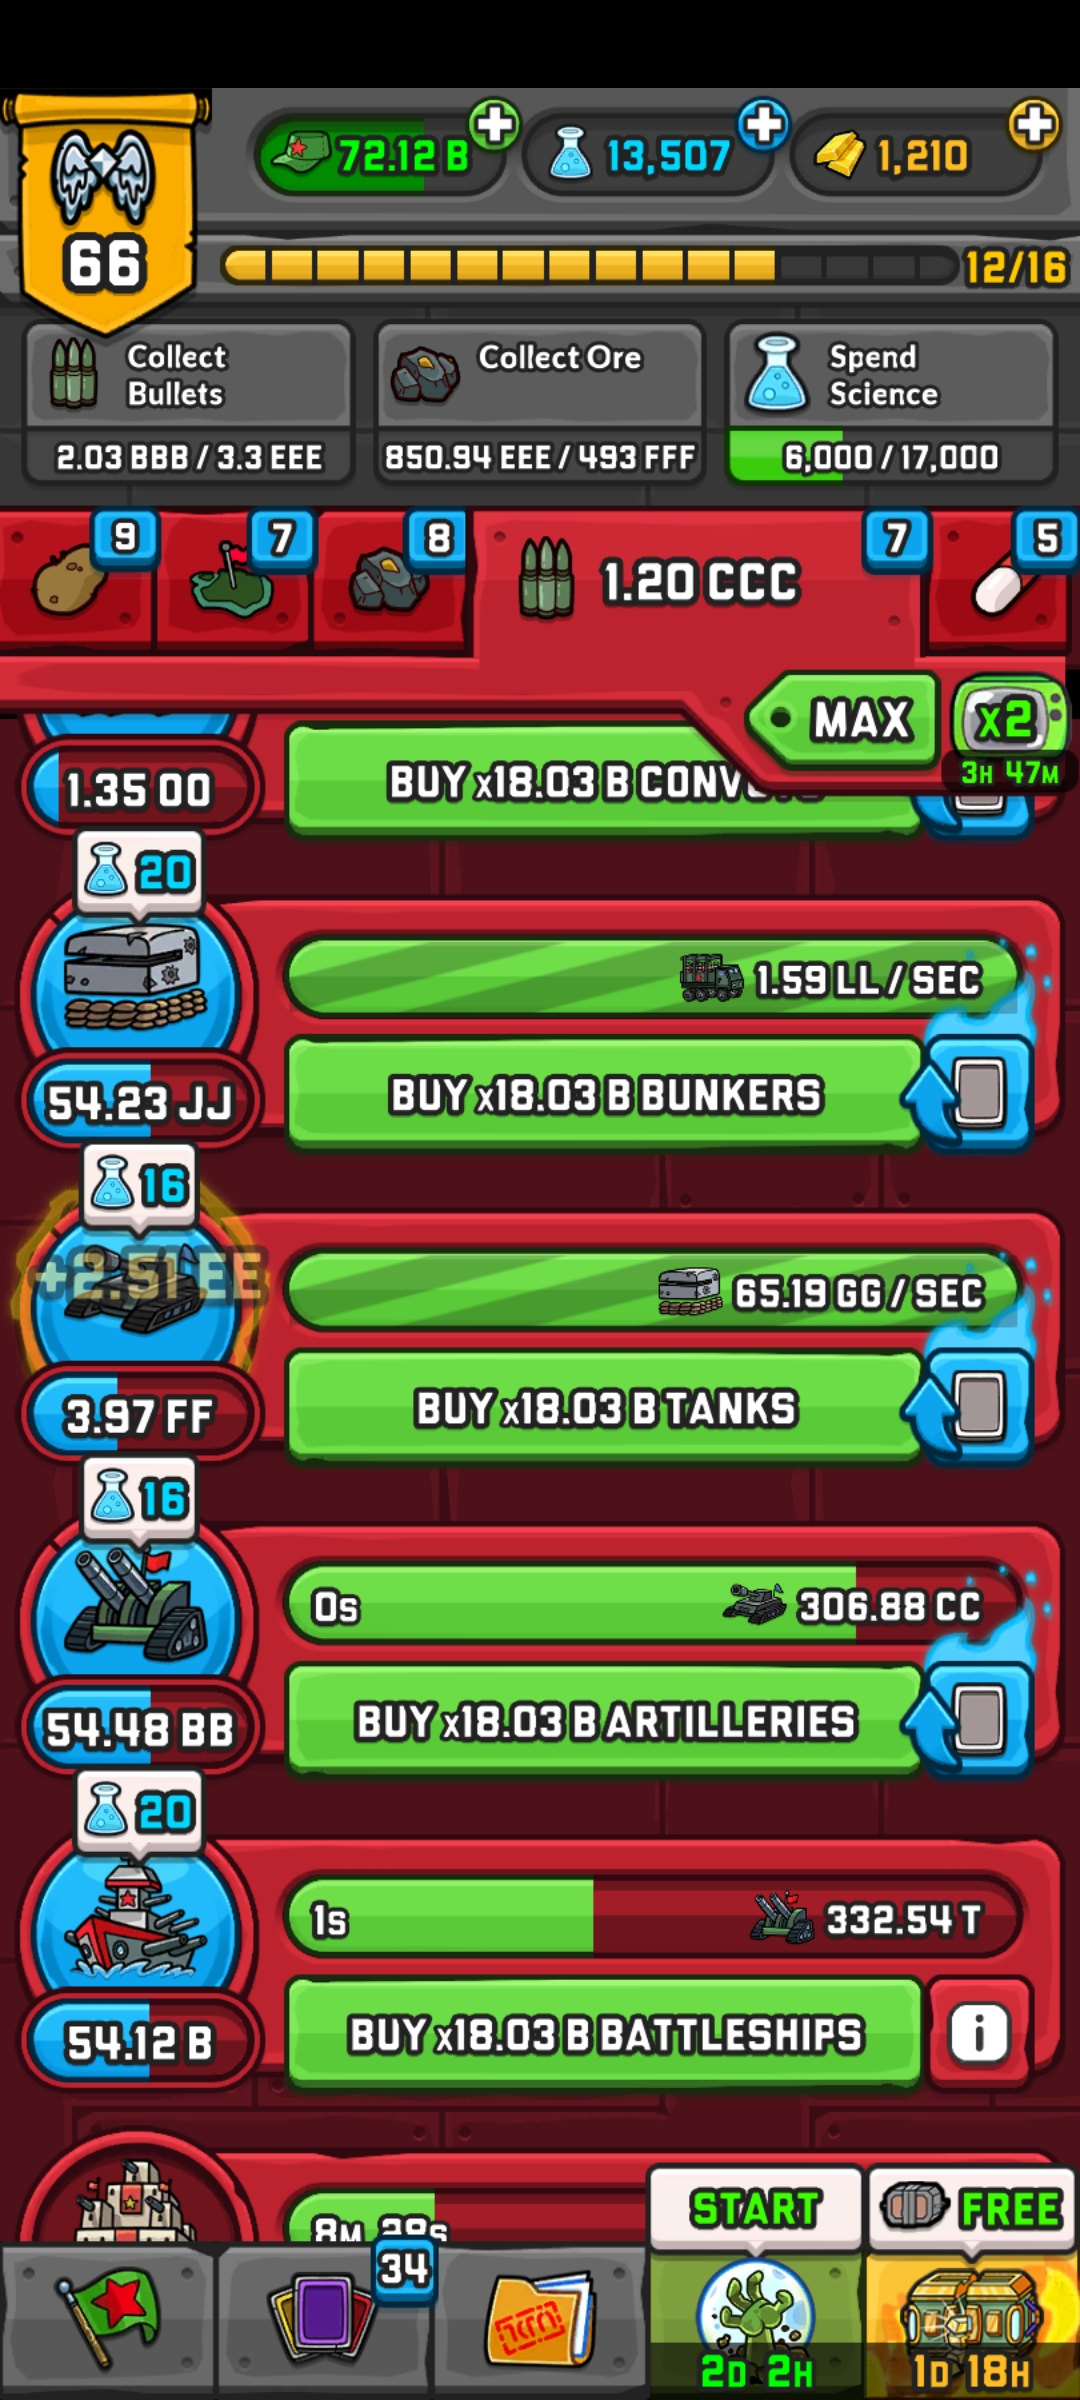 72.12 B
13,507
1,210
66
12/16
Collect
Bullets
2.03 BBB / 3.3 EEE
Collect Ore
850.94 EEE / 493 FFF
Spend
Science
6,000 / 17,000
9
7
8
1.20 CCC
7
5
MAX
x2
3H 47M
1.35 OO
BUY x18.03 B
20
1.59 LL / SEC
54.23 JJ
BUY x18.03 B BUNKERS
16
+2.51 EE
65.19 GG / SEC
3.97 FF
BUY x18.03 B TANKS
16
0s
306.88 CC
54.48 BB
BUY x18.03 B ARTILLERIES
20
1s
332.54 T
54.12 B
BUY x18.03 B BATTLESHIPS
i
8M 28s
START
FREE
34
2D 2H
1D 18H